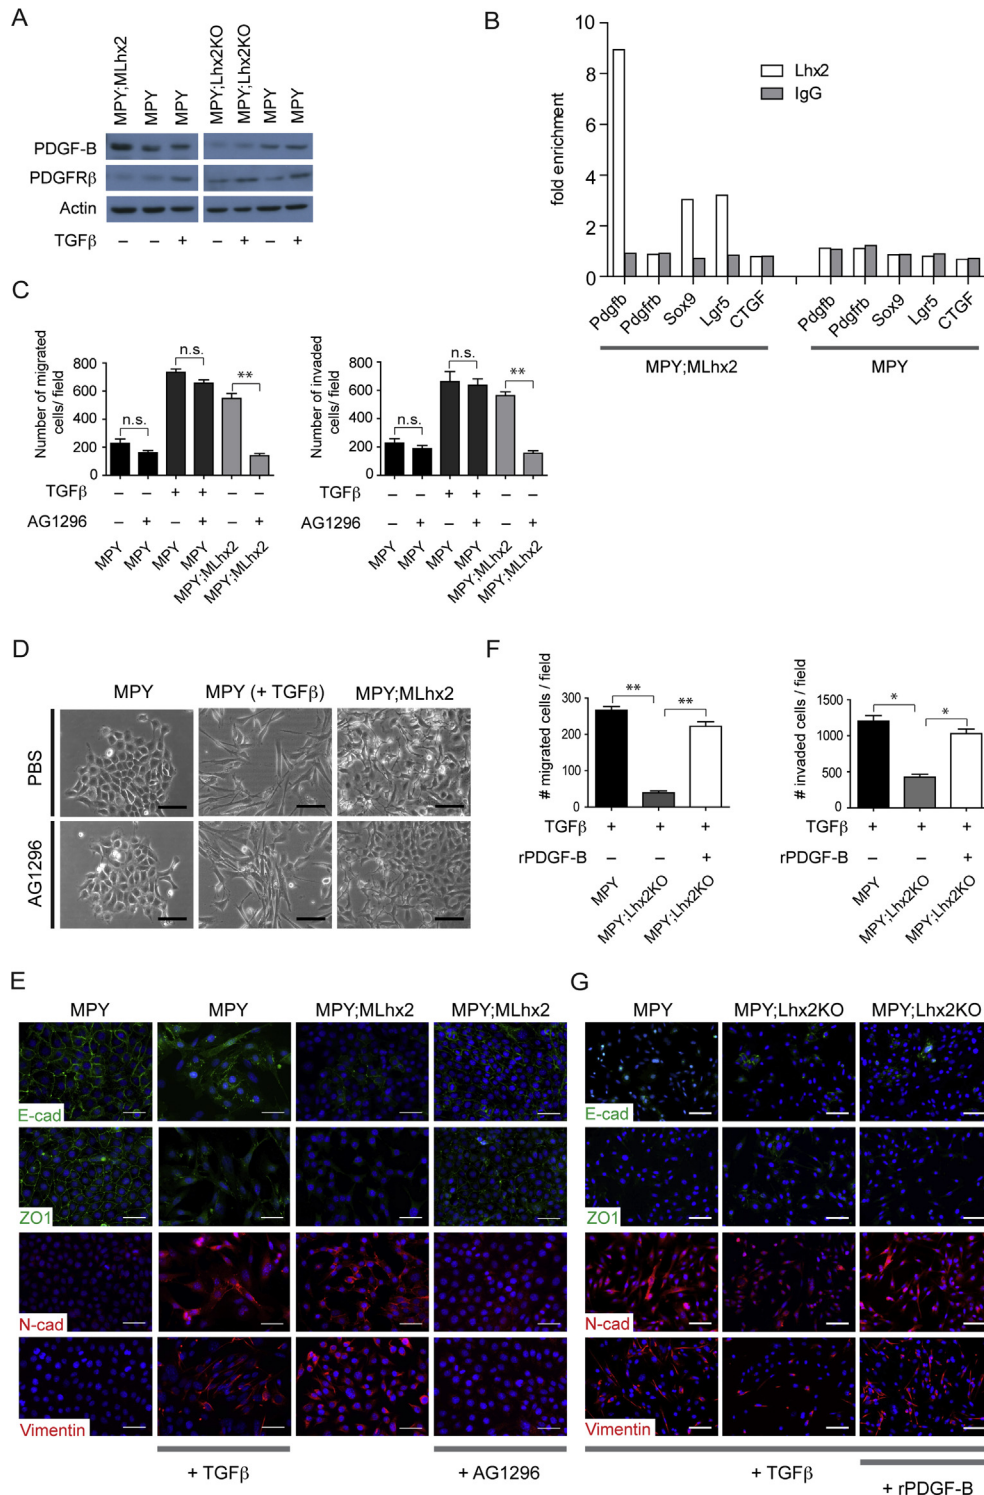 A
MPY;MLhx2
MPY
MPY
MPY;Lhx2KO
MPY;Lhx2KO
MPY
MPY
PDGF-B
PDGFRβ
Actin
TGFβ
– – + – + – +
B
fold enrichment
10
8
6
4
2
0
Lhx2
IgG
Pdgfb
Pdgfrb
Sox9
Lgr5
CTGF
Pdgfb
Pdgfrb
Sox9
Lgr5
CTGF
MPY;MLhx2
MPY
C
Number of migrated
cells/ field
800
600
400
200
0
n.s.
n.s.
**
TGFβ – – + + – –
AG1296 – + – + – +
MPY
MPY
MPY
MPY
MPY;MLhx2
MPY;MLhx2
Number of invaded
cells/ field
800
600
400
200
0
n.s.
n.s.
**
TGFβ – – + + – –
AG1296 – + – + – +
MPY
MPY
MPY
MPY
MPY;MLhx2
MPY;MLhx2
D
MPY
MPY (+ TGFβ)
MPY;MLhx2
PBS
AG1296
F
# migrated cells / field
300
200
100
0
**
**
TGFβ + + +
rPDGF-B – – +
MPY
MPY;Lhx2KO
MPY;Lhx2KO
# invaded cells / field
1500
1000
500
0
*
*
TGFβ + + +
rPDGF-B – – +
MPY
MPY;Lhx2KO
MPY;Lhx2KO
E
MPY
MPY
MPY;MLhx2
MPY;MLhx2
E-cad
ZO1
N-cad
Vimentin
+ TGFβ
+ AG1296
G
MPY
MPY;Lhx2KO
MPY;Lhx2KO
E-cad
ZO1
N-cad
Vimentin
+ TGFβ
+ rPDGF-B